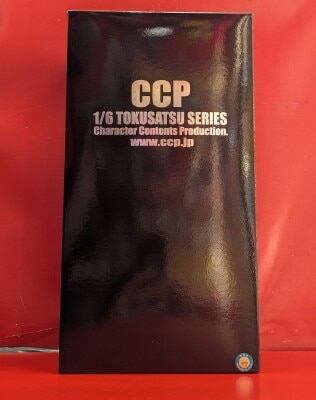 CCP
1/6 TOKUSATSU SERIES
Character Contents Production.
www.ccp.jp